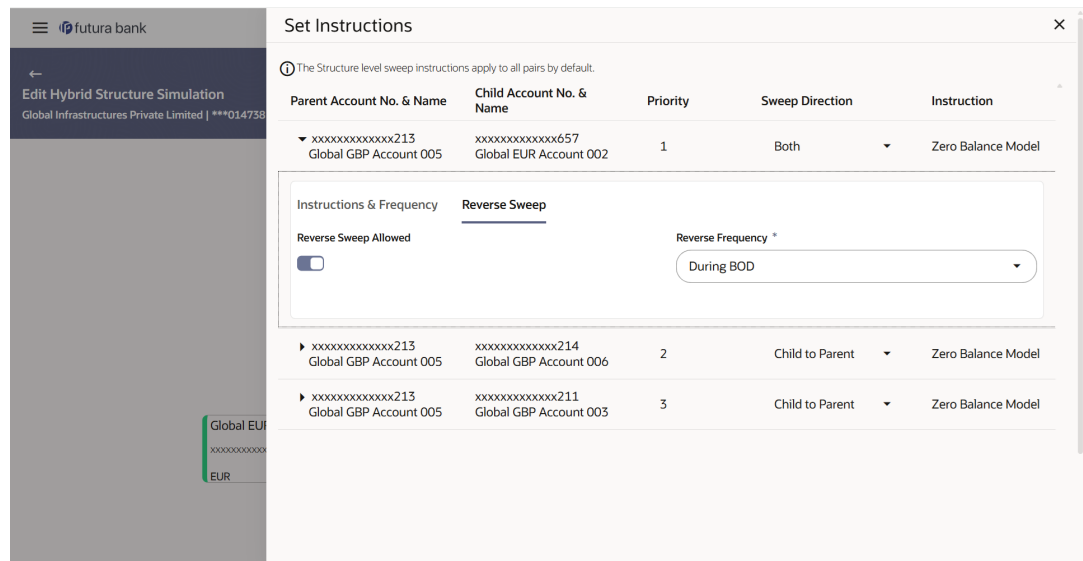 futura bank
Set Instructions
The Structure level sweep instructions apply to all pairs by default.
Edit Hybrid Structure Simulation
Global Infrastructures Private Limited | ***014738
Parent Account No. & Name
Child Account No. &
Name
Priority
Sweep Direction
Instruction
xxxxxxxxxxxxx213
Global GBP Account 005
xxxxxxxxxxxxx657
Global EUR Account 002
1
Both
Zero Balance Model
Instructions & Frequency
Reverse Sweep
Reverse Sweep Allowed
Reverse Frequency *
During BOD
xxxxxxxxxxxxx213
Global GBP Account 005
xxxxxxxxxxxxx214
Global GBP Account 006
2
Child to Parent
Zero Balance Model
xxxxxxxxxxxxx213
Global GBP Account 005
xxxxxxxxxxxxx211
Global GBP Account 003
3
Child to Parent
Zero Balance Model
Global EUR
xxxxxxxxxxx
EUR